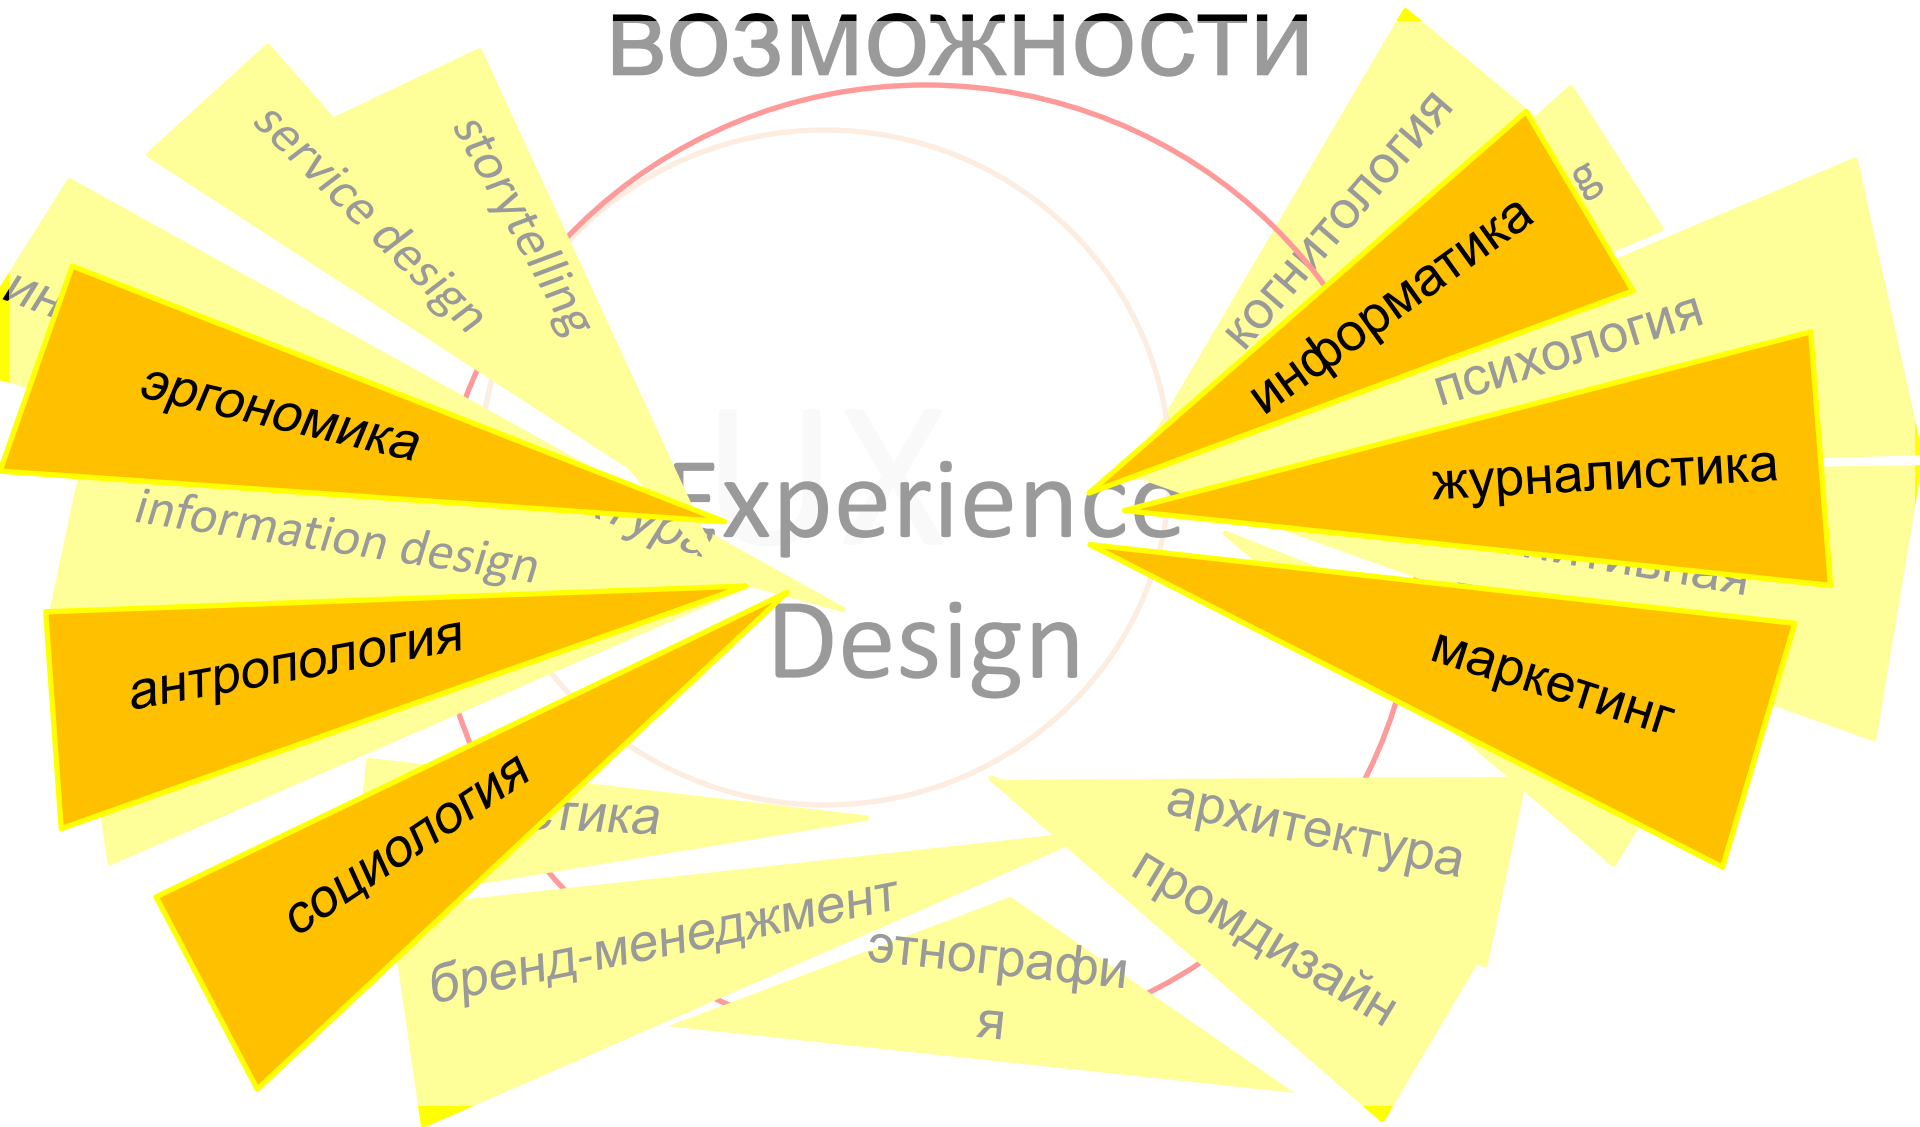 возможности
service design
storytelling
когнитология
информатика
психология
эргономика
журналистика
UX
Experience
Design
information design
маркетинг
антропология
социология
архитектура
промдизайн
бренд-менеджмент
этнографи
я